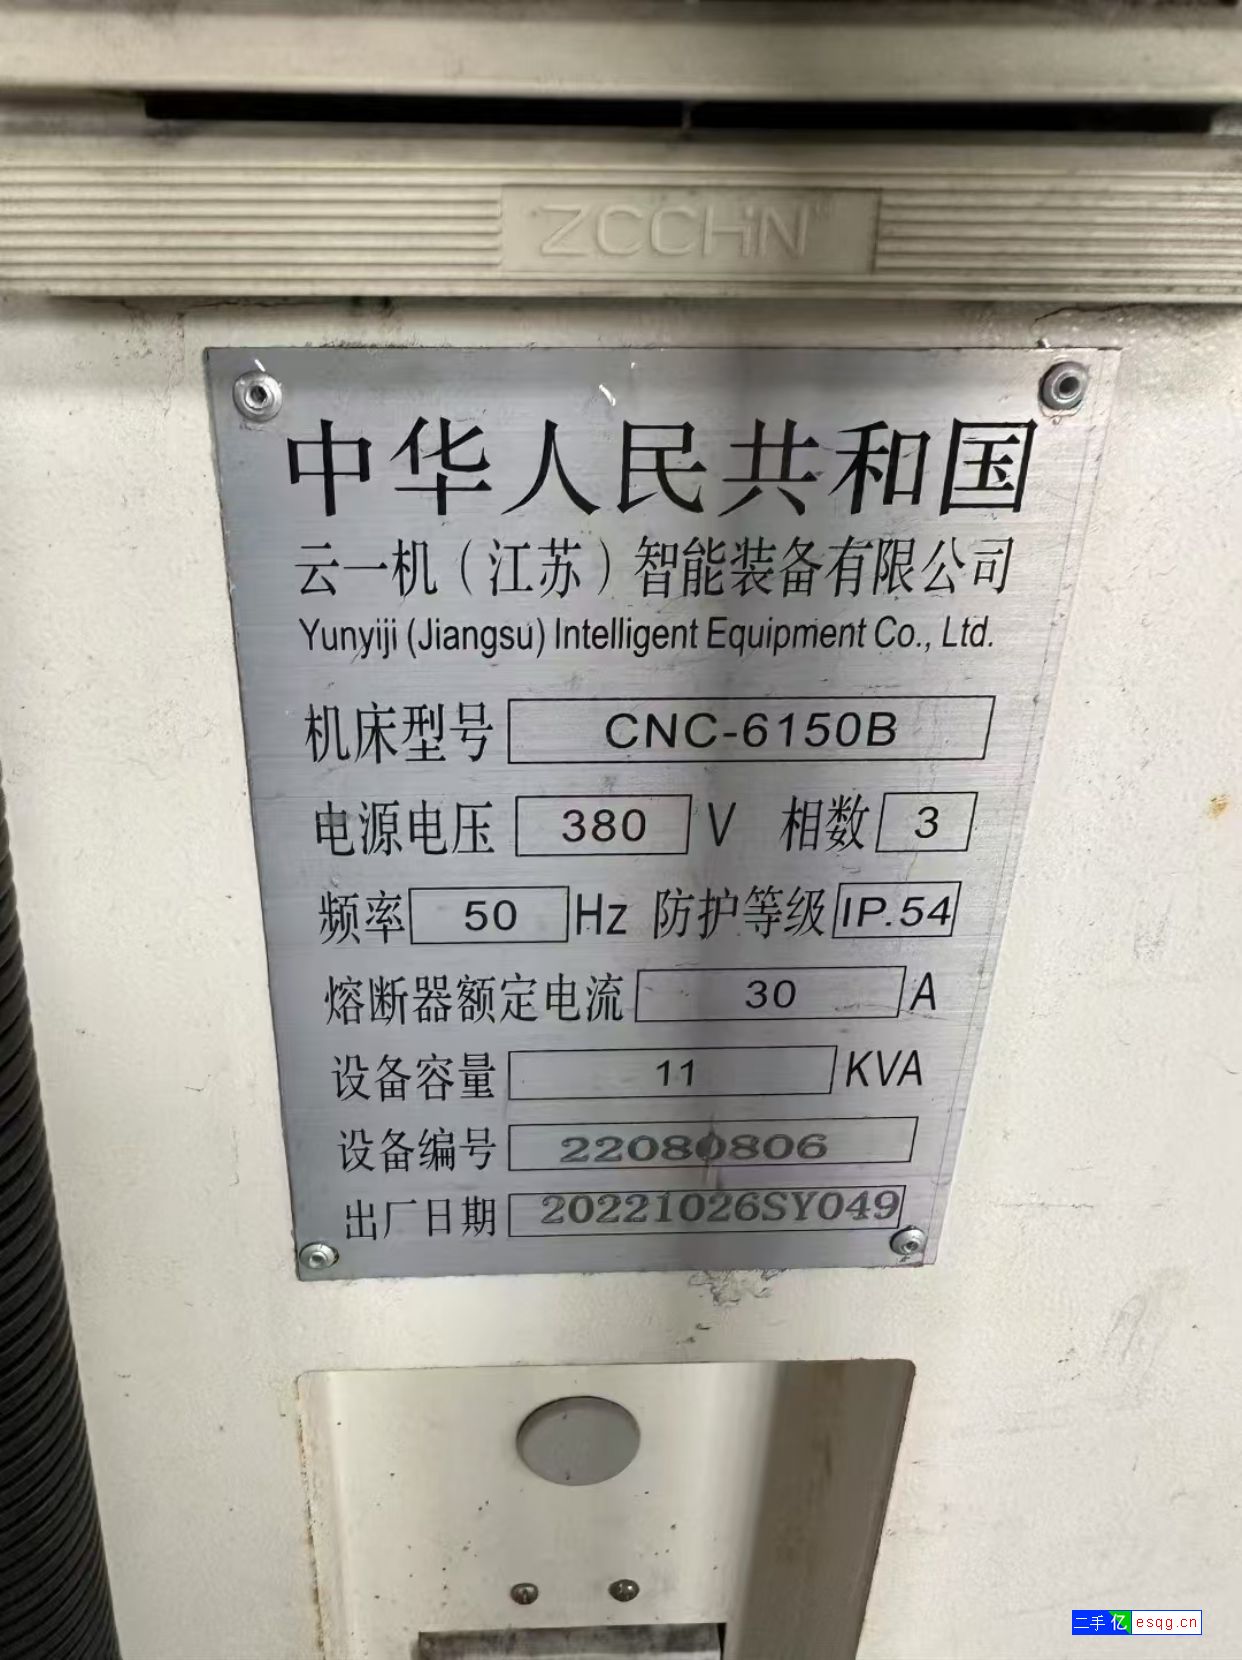 ZCCHN
中华人民共和国
云一机（江苏）智能装备有限公司
Yunyiji (Jiangsu) Intelligent Equipment Co., Ltd.
机床型号 CNC-6150B
电源电压 380 V 相数 3
频率 50 Hz 防护等级 IP.54
熔断器额定电流 30 A
设备容量 11 KVA
设备编号 22080806
出厂日期 20221026SY049
二手亿 esqg.cn